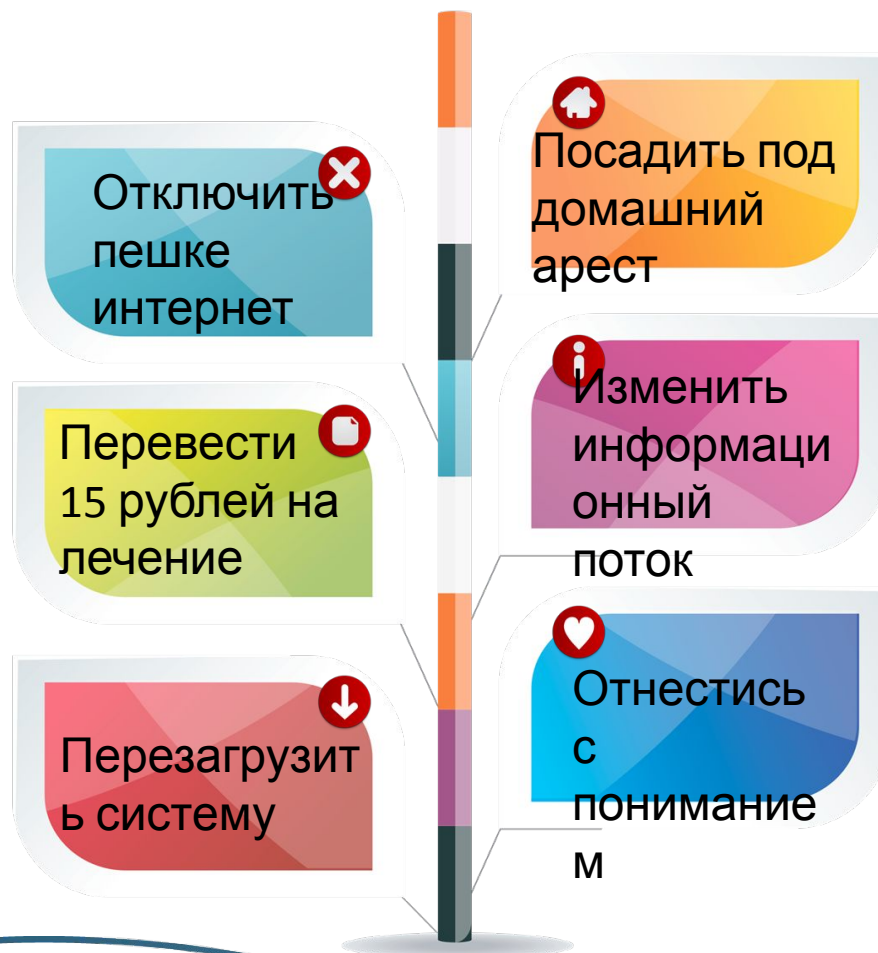 Отключить
пешке
интернет
Посадить под
домашний
арест
Перевести
15 рублей на
лечение
Изменить
информаци
онный
поток
Перезагрузит
ь систему
Отнестись
с
понимание
м